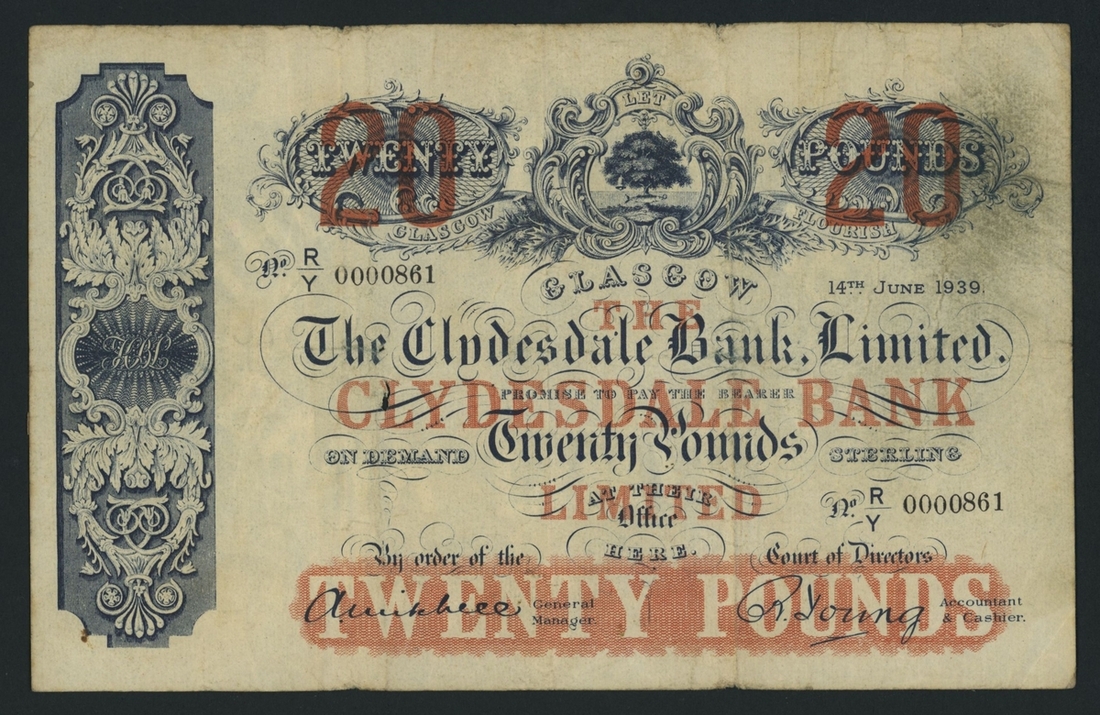 LET
20 20
TWENTY POUNDS
GLASGOW FLOURISH
No. R/Y 0000861
GLASGOW
14TH JUNE 1939.
THE
The Clydesdale Bank, Limited.
PROMISE TO PAY THE BEARER
CLYDESDALE BANK
ON DEMAND Twenty Pounds STERLING
AT THEIR
LIMITED
Office
No. R/Y 0000861
HERE.
By order of the Court of Directors
TWENTY POUNDS
General
Manager.
R. Young
Accountant
& Cashier.